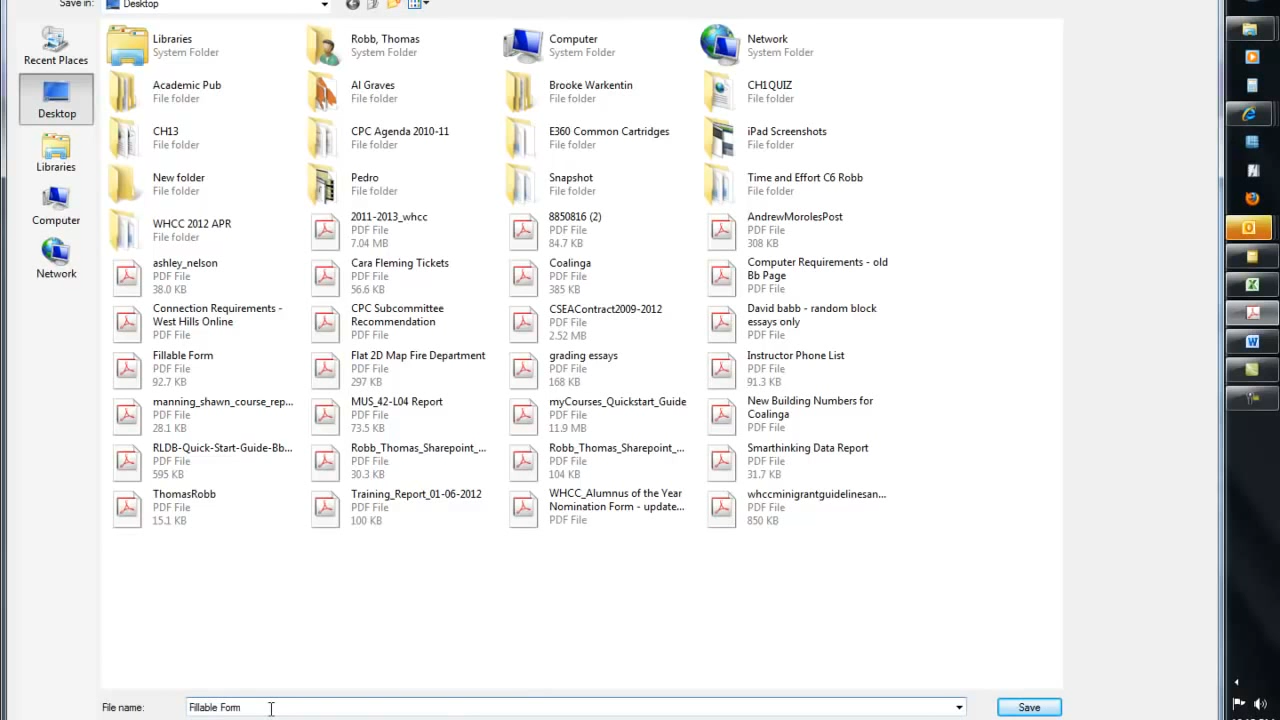 Save in:
Desktop
Recent Places
Desktop
Libraries
Computer
Network
Libraries
System Folder
Robb, Thomas
System Folder
Computer
System Folder
Network
System Folder
Academic Pub
File folder
Al Graves
File folder
Brooke Warkentin
File folder
CH1QUIZ
File folder
CH13
File folder
CPC Agenda 2010-11
File folder
E360 Common Cartridges
File folder
iPad Screenshots
File folder
New folder
File folder
Pedro
File folder
Snapshot
File folder
Time and Effort C6 Robb
File folder
WHCC 2012 APR
File folder
2011-2013_whcc
PDF File
7.04 MB
8850816 (2)
PDF File
84.7 KB
AndrewMorolesPost
PDF File
308 KB
ashley_nelson
PDF File
38.0 KB
Cara Fleming Tickets
PDF File
56.6 KB
Coalinga
PDF File
385 KB
Computer Requirements - old
Bb Page
PDF File
Connection Requirements -
West Hills Online
PDF File
CPC Subcommittee
Recommendation
PDF File
CSEAContract2009-2012
PDF File
2.52 MB
David babb - random block
essays only
PDF File
Fillable Form
PDF File
92.7 KB
Flat 2D Map Fire Department
PDF File
297 KB
grading essays
PDF File
168 KB
Instructor Phone List
PDF File
91.3 KB
manning_shawn_course_rep...
PDF File
28.1 KB
MUS_42-L04 Report
PDF File
73.5 KB
myCourses_Quickstart_Guide
PDF File
11.9 MB
New Building Numbers for
Coalinga
PDF File
RLDB-Quick-Start-Guide-Bb...
PDF File
595 KB
Robb_Thomas_Sharepoint_...
PDF File
30.3 KB
Robb_Thomas_Sharepoint_...
PDF File
104 KB
Smarthinking Data Report
PDF File
31.7 KB
ThomasRobb
PDF File
15.1 KB
Training_Report_01-06-2012
PDF File
100 KB
WHCC_Alumnus of the Year
Nomination Form - update...
PDF File
whccminigrantguidelinesan...
PDF File
850 KB
File name:
Fillable Form
Save